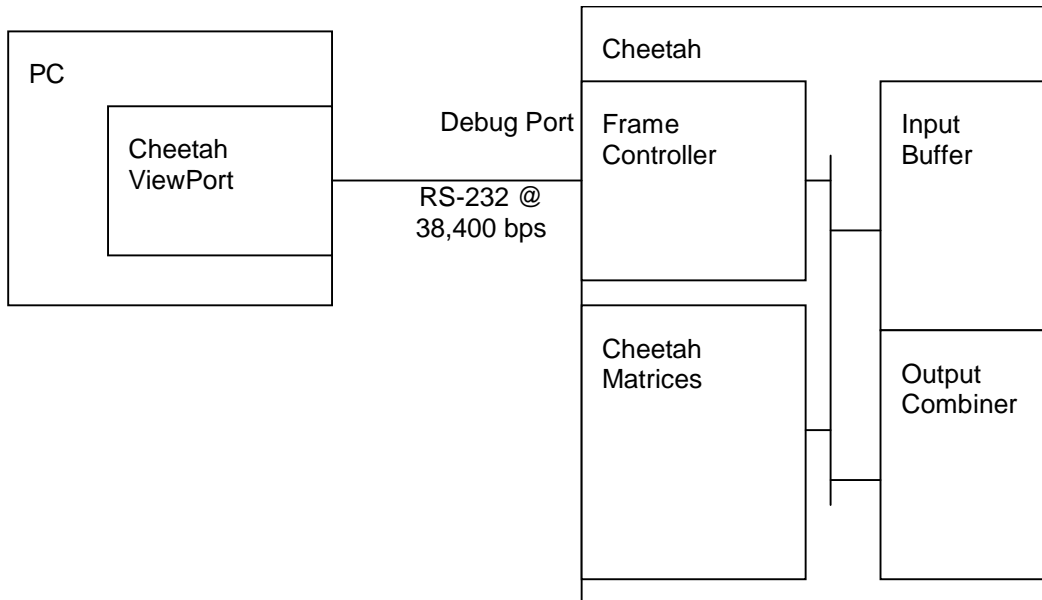 PC
Cheetah
ViewPort
Debug Port
RS-232 @
38,400 bps
Cheetah
Frame
Controller
Input
Buffer
Cheetah
Matrices
Output
Combiner